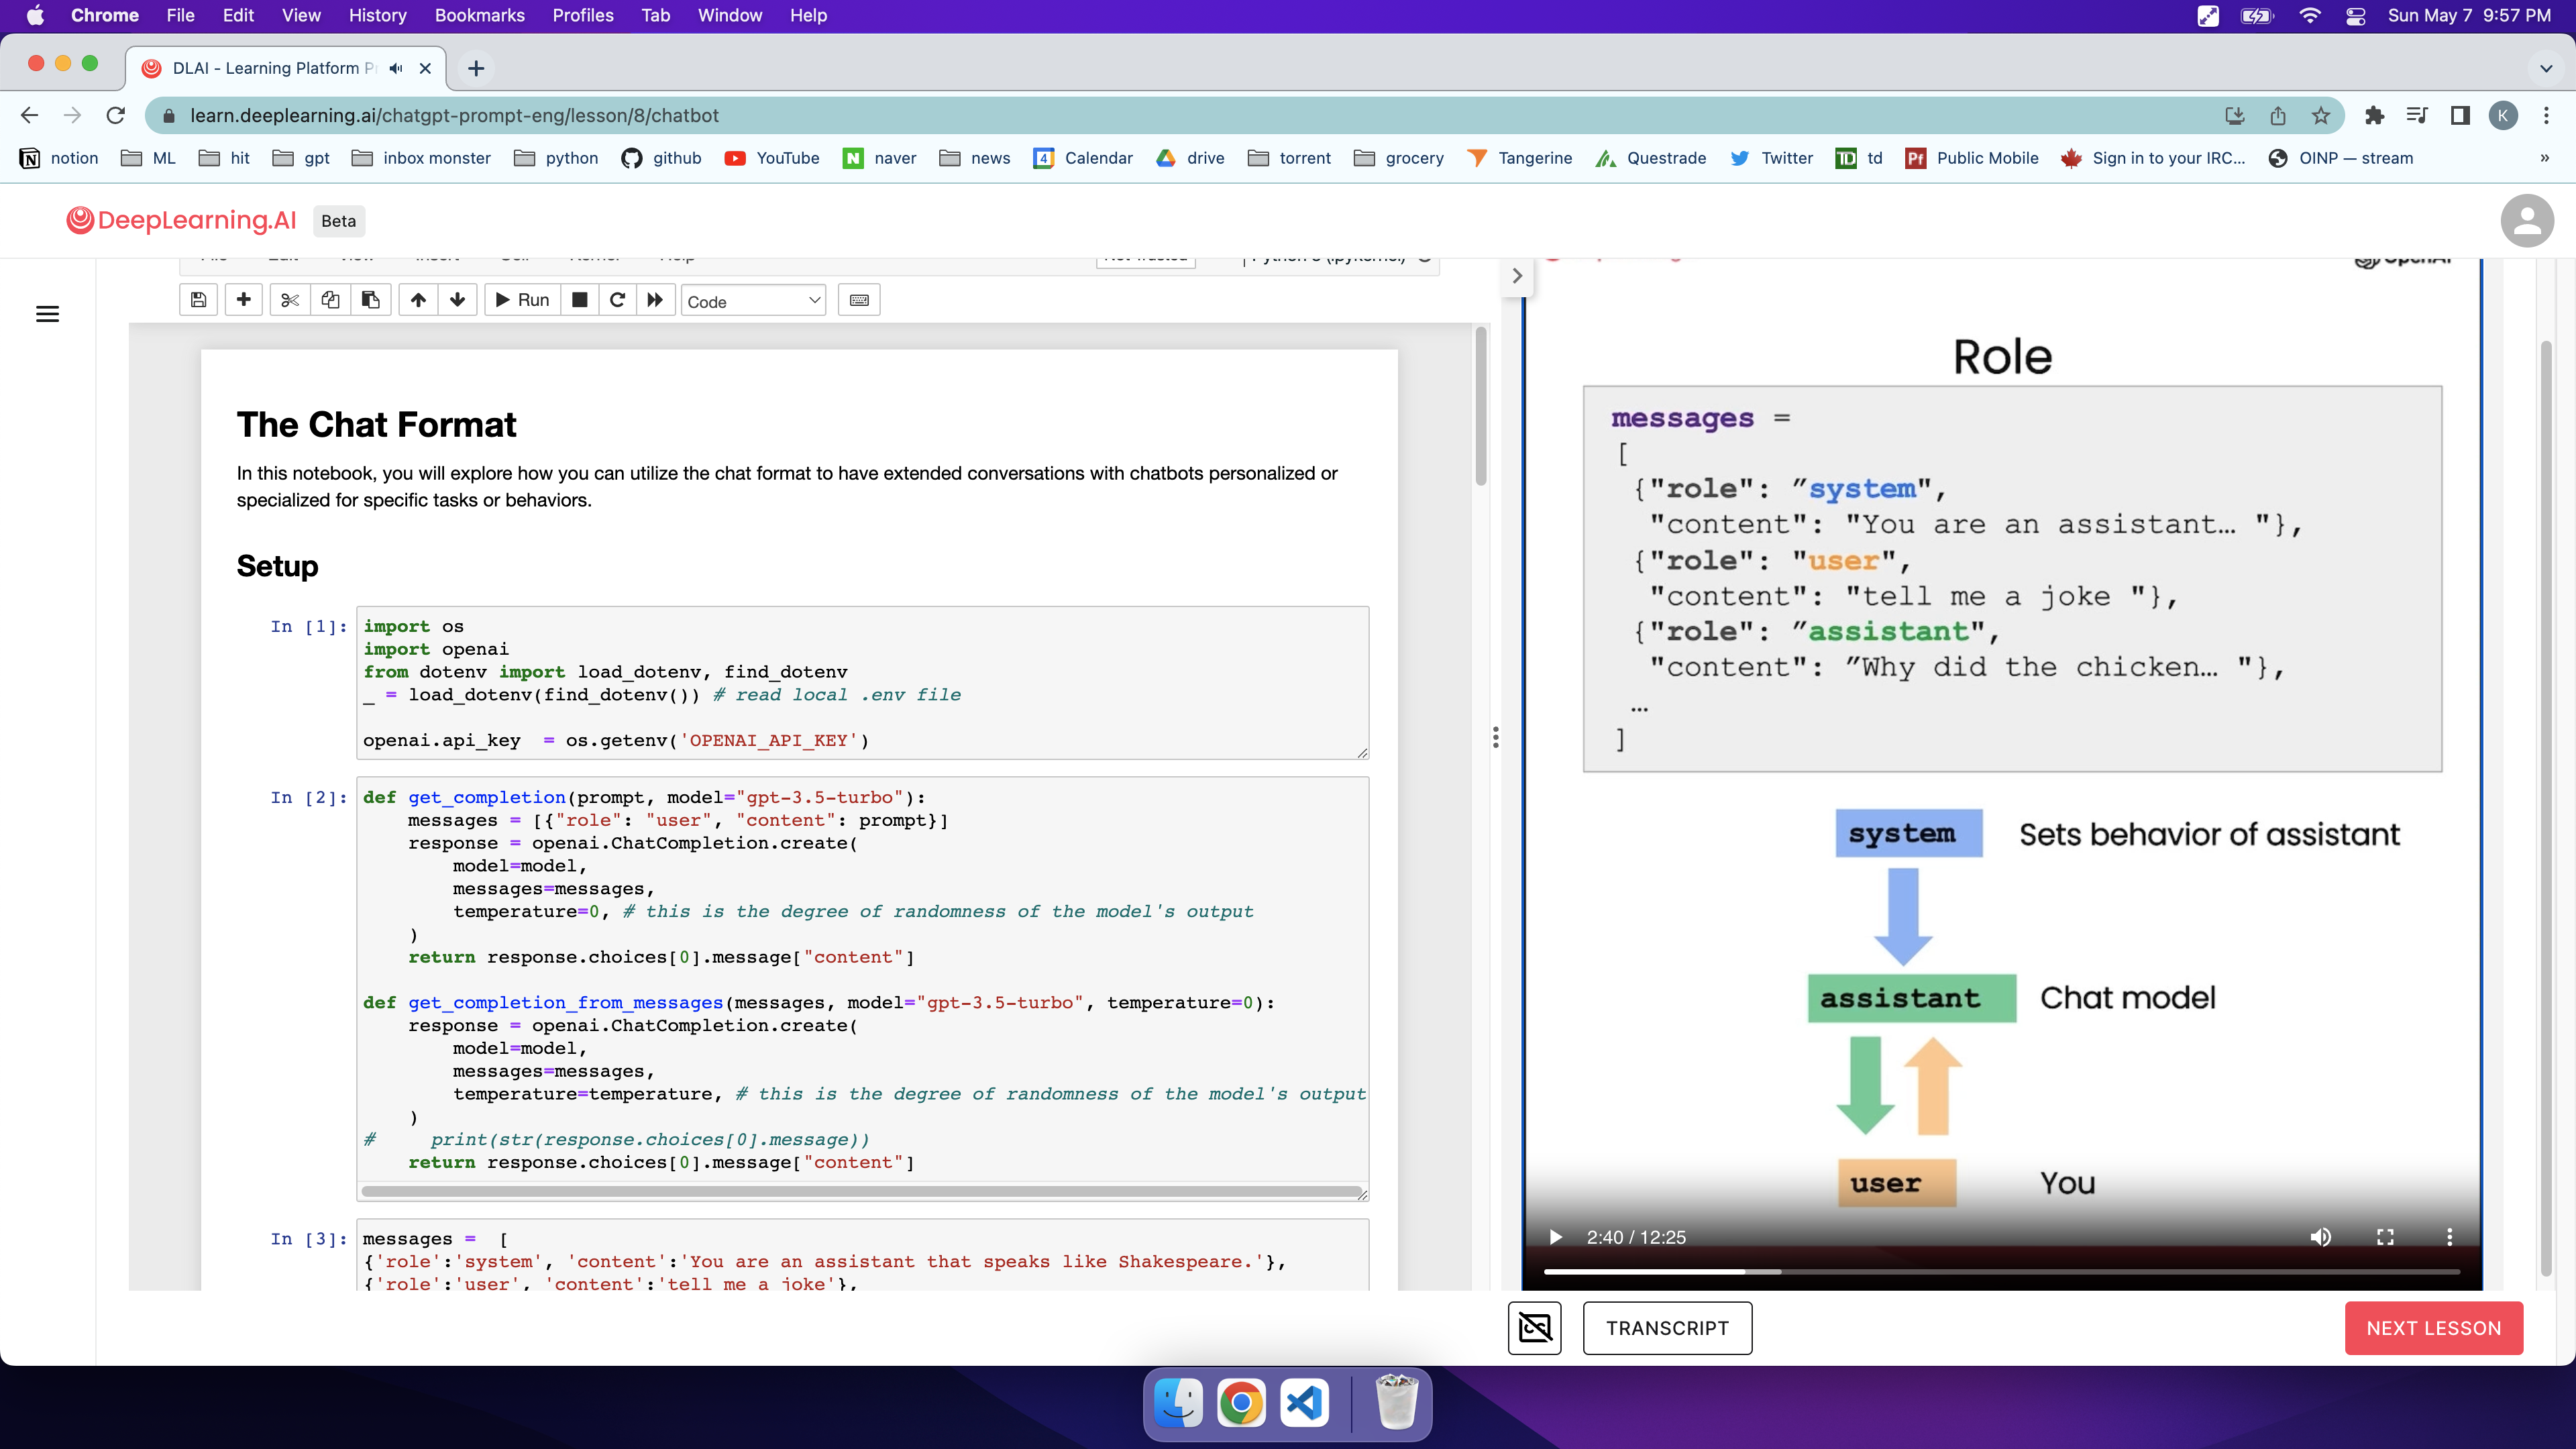 Chrome File Edit View History Bookmarks Profiles Tab Window Help Sun May 7 9:57 PM
DLAI - Learning Platform P
learn.deeplearning.ai/chatgpt-prompt-eng/lesson/8/chatbot K
notion ML hit gpt inbox monster python github YouTube naver news 4 Calendar drive torrent grocery Tangerine Questrade Twitter TD td Pf Public Mobile Sign in to your IRC... OINP — stream »
DeepLearning.AI Beta
Run Code
The Chat Format
In this notebook, you will explore how you can utilize the chat format to have extended conversations with chatbots personalized or
specialized for specific tasks or behaviors.
Setup
In [1]: import os
import openai
from dotenv import load_dotenv, find_dotenv
_ = load_dotenv(find_dotenv()) # read local .env file
openai.api_key  = os.getenv('OPENAI_API_KEY')
In [2]: def get_completion(prompt, model="gpt-3.5-turbo"):
messages = [{"role": "user", "content": prompt}]
response = openai.ChatCompletion.create(
model=model,
messages=messages,
temperature=0, # this is the degree of randomness of the model's output
)
return response.choices[0].message["content"]
def get_completion_from_messages(messages, model="gpt-3.5-turbo", temperature=0):
response = openai.ChatCompletion.create(
model=model,
messages=messages,
temperature=temperature, # this is the degree of randomness of the model's output
)
#     print(str(response.choices[0].message))
return response.choices[0].message["content"]
In [3]: messages =  [
{'role':'system', 'content':'You are an assistant that speaks like Shakespeare.'},
{'role':'user', 'content':'tell me a joke'},
OpenAI
Role
messages =
[
{"role": "system",
"content": "You are an assistant… "},
{"role": "user",
"content": "tell me a joke "},
{"role": "assistant",
"content": "Why did the chicken… "},
…
]
system Sets behavior of assistant
assistant Chat model
user You
2:40 / 12:25
TRANSCRIPT
NEXT LESSON